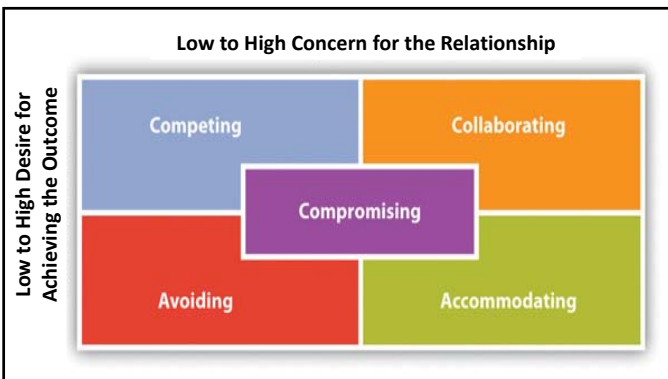 Low to High Concern for the Relationship
Low to High Desire for
Achieving the Outcome
Competing
Collaborating
Compromising
Avoiding
Accommodating